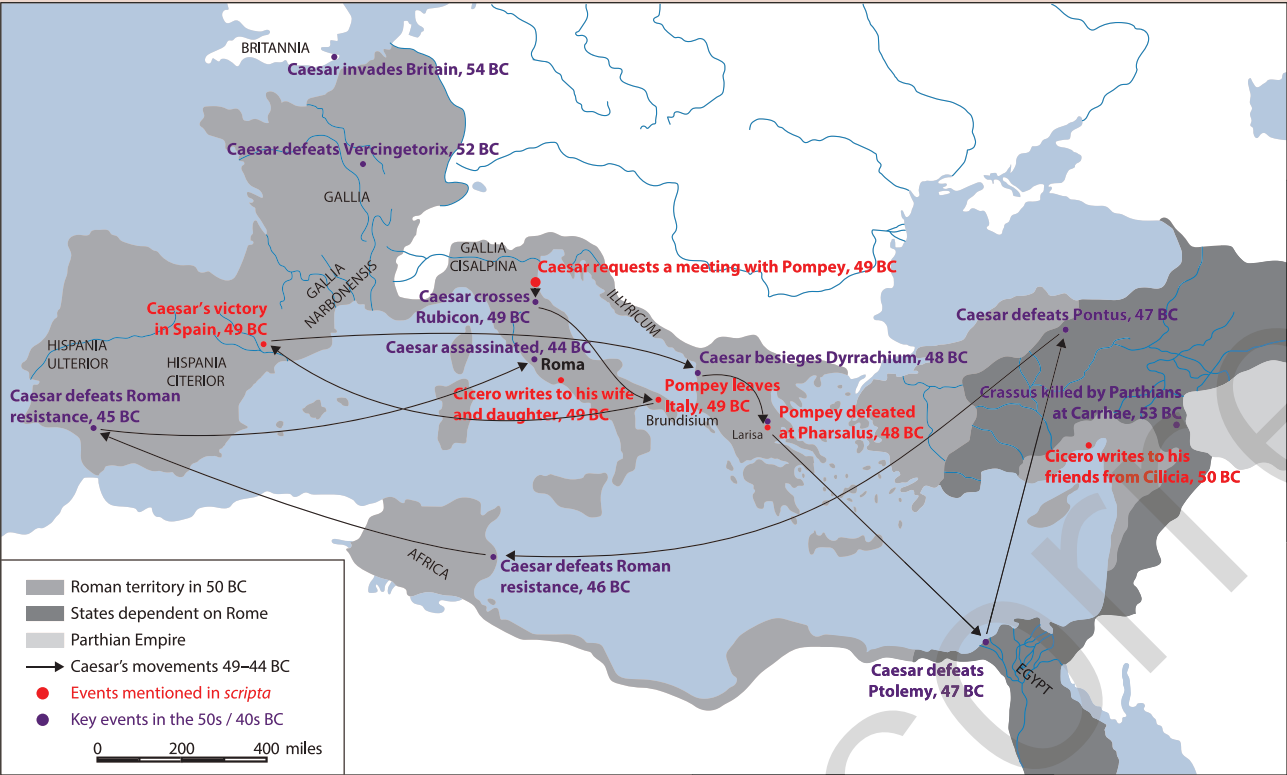 BRITANNIA
Caesar invades Britain, 54 BC
Caesar defeats Vercingetorix, 52 BC
GALLIA
GALLIA
CISALPINA
Caesar requests a meeting with Pompey, 49 BC
GALLIA
NARBONENSIS
Caesar crosses
Rubicon, 49 BC
ILLYRICUM
Caesar's victory
in Spain, 49 BC
Caesar defeats Pontus, 47 BC
HISPANIA
ULTERIOR
HISPANIA
CITERIOR
Caesar assassinated, 44 BC
Roma
Caesar besieges Dyrrachium, 48 BC
Caesar defeats Roman
resistance, 45 BC
Cicero writes to his wife
and daughter, 49 BC
Pompey leaves
Italy, 49 BC
Brundisium
Crassus killed by Parthians
at Carrhae, 53 BC
Pompey defeated
at Pharsalus, 48 BC
Larisa
Cicero writes to his
friends from Cilicia, 50 BC
AFRICA
Caesar defeats Roman
resistance, 46 BC
Caesar defeats
Ptolemy, 47 BC
EGYPT
Roman territory in 50 BC
States dependent on Rome
Parthian Empire
Caesar's movements 49–44 BC
Events mentioned in scripta
Key events in the 50s / 40s BC
0 200 400 miles